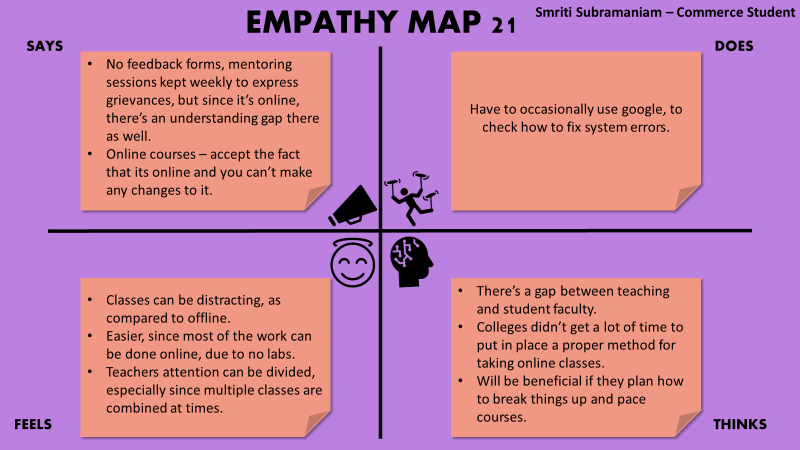 EMPATHY MAP 21
Smriti Subramaniam – Commerce Student
SAYS
• No feedback forms, mentoring
sessions kept weekly to express
grievances, but since it's online,
there's an understanding gap there
as well.
• Online courses – accept the fact
that its online and you can't make
any changes to it.
DOES
Have to occasionally use google, to
check how to fix system errors.
FEELS
• Classes can be distracting, as
compared to offline.
• Easier, since most of the work can
be done online, due to no labs.
• Teachers attention can be divided,
especially since multiple classes are
combined at times.
THINKS
• There's a gap between teaching
and student faculty.
• Colleges didn't get a lot of time to
put in place a proper method for
taking online classes.
• Will be beneficial if they plan how
to break things up and pace
courses.